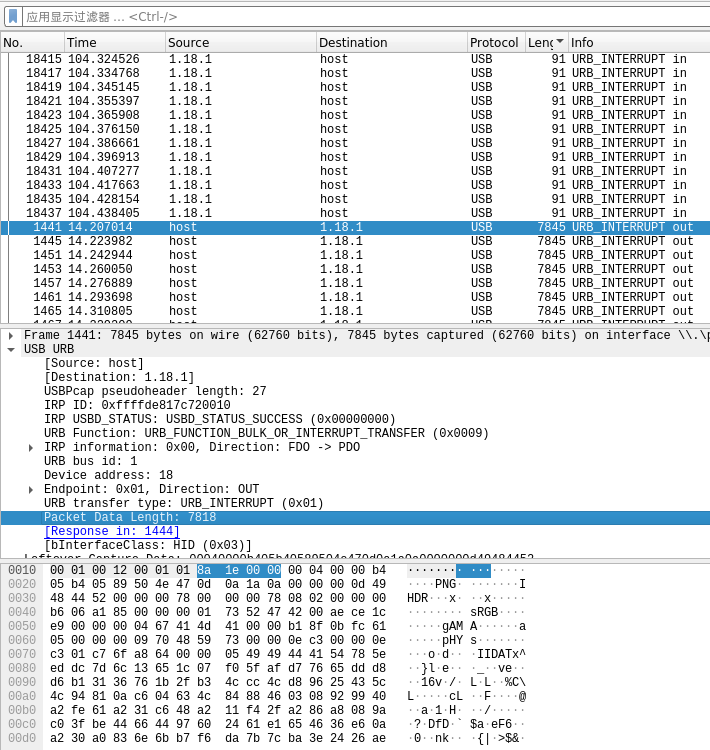 应用显示过滤器 … <Ctrl-/>
No. Time Source Destination Protocol Leng Info
18415 104.324526 1.18.1 host USB 91 URB_INTERRUPT in
18417 104.334768 1.18.1 host USB 91 URB_INTERRUPT in
18419 104.345145 1.18.1 host USB 91 URB_INTERRUPT in
18421 104.355397 1.18.1 host USB 91 URB_INTERRUPT in
18423 104.365908 1.18.1 host USB 91 URB_INTERRUPT in
18425 104.376150 1.18.1 host USB 91 URB_INTERRUPT in
18427 104.386661 1.18.1 host USB 91 URB_INTERRUPT in
18429 104.396913 1.18.1 host USB 91 URB_INTERRUPT in
18431 104.407277 1.18.1 host USB 91 URB_INTERRUPT in
18433 104.417663 1.18.1 host USB 91 URB_INTERRUPT in
18435 104.428154 1.18.1 host USB 91 URB_INTERRUPT in
18437 104.438405 1.18.1 host USB 91 URB_INTERRUPT in
1441 14.207014 host 1.18.1 USB 7845 URB_INTERRUPT out
1445 14.223982 host 1.18.1 USB 7845 URB_INTERRUPT out
1451 14.242944 host 1.18.1 USB 7845 URB_INTERRUPT out
1453 14.260050 host 1.18.1 USB 7845 URB_INTERRUPT out
1457 14.276889 host 1.18.1 USB 7845 URB_INTERRUPT out
1461 14.293698 host 1.18.1 USB 7845 URB_INTERRUPT out
1465 14.310805 host 1.18.1 USB 7845 URB_INTERRUPT out
Frame 1441: 7845 bytes on wire (62760 bits), 7845 bytes captured (62760 bits) on interface \\.\
USB URB
[Source: host]
[Destination: 1.18.1]
USBPcap pseudoheader length: 27
IRP ID: 0xffffde817c720010
IRP USBD_STATUS: USBD_STATUS_SUCCESS (0x00000000)
URB Function: URB_FUNCTION_BULK_OR_INTERRUPT_TRANSFER (0x0009)
IRP information: 0x00, Direction: FDO -> PDO
URB bus id: 1
Device address: 18
Endpoint: 0x01, Direction: OUT
URB transfer type: URB_INTERRUPT (0x01)
Packet Data Length: 7818
[Response in: 1444]
[bInterfaceClass: HID (0x03)]
0010 00 01 00 12 00 01 01 8a 1e 00 00 00 04 00 00 b4 ······· ··· ·····
0020 05 b4 05 89 50 4e 47 0d 0a 1a 0a 00 00 00 0d 49 ····PNG· ·······I
0030 48 44 52 00 00 00 78 00 00 00 78 08 02 00 00 00 HDR···x· ··x·····
0040 b6 06 a1 85 00 00 00 01 73 52 47 42 00 ae ce 1c ········ sRGB····
0050 e9 00 00 00 04 67 41 4d 41 00 00 b1 8f 0b fc 61 ·····gAM A······a
0060 05 00 00 00 09 70 48 59 73 00 00 0e c3 00 00 0e ·····pHY s·······
0070 c3 01 c7 6f a8 64 00 00 05 49 49 44 41 54 78 5e ···o·d·· ·IIDATx^
0080 ed dc 7d 6c 13 65 1c 07 f0 5f af d7 76 65 dd d8 ··}l·e·· ·_··ve··
0090 d6 b1 31 36 76 1b 2f b3 4c cc 4c d8 96 25 43 5c ··16v·/· L·L··%C\
00a0 4c 94 81 0a c6 04 63 4c 84 88 46 03 08 92 99 40 L·····cL ··F····@
00b0 a2 fe 61 a2 31 c6 48 a2 11 f4 2f a2 86 a8 08 9a ··a·1·H· ··/·····
00c0 c0 3f be 44 66 44 97 60 24 61 e1 65 46 36 e6 0a ·?·DfD·` $a·eF6··
00d0 a2 30 a0 83 6e 6b b7 f6 da 7b 7c ba 3e 24 26 ae ·0··nk·· ·{|·>$&·